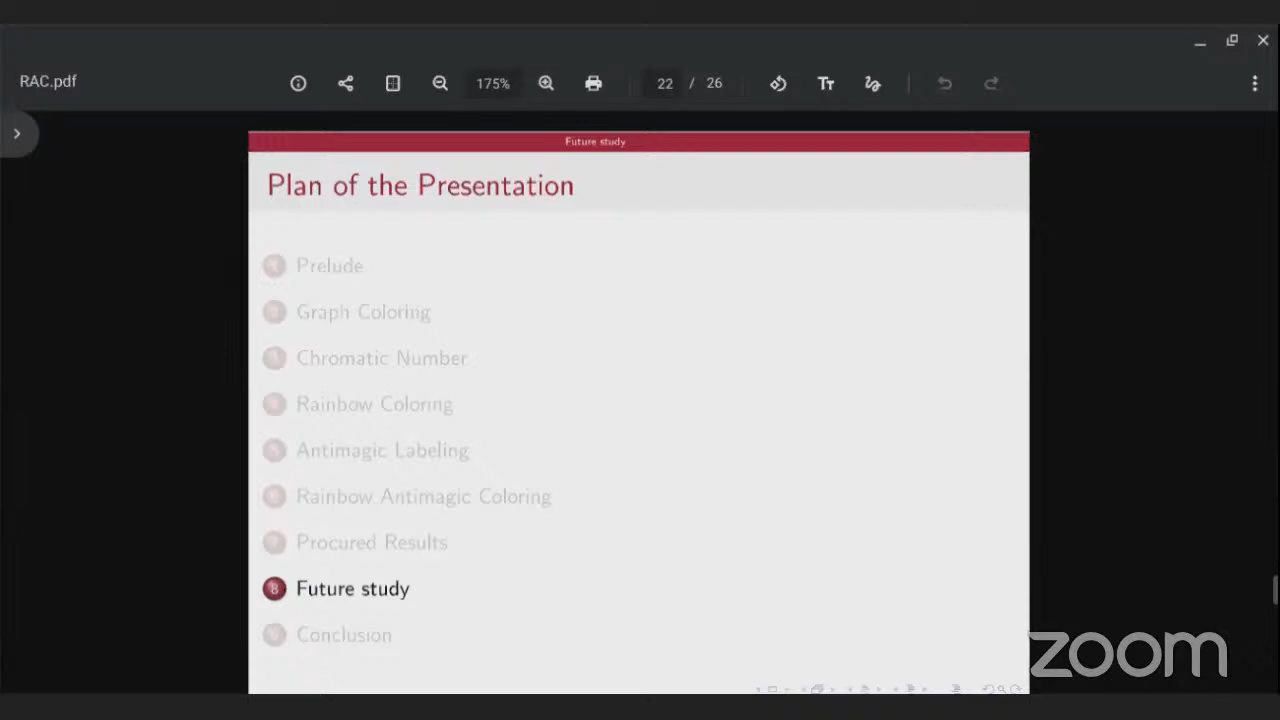 RAC.pdf
175%
22 / 26
Tr
Future study
Plan of the Presentation
Prelude
Graph Coloring
Chromatic Number
Rainbow Coloring
Antimagic Labeling
Rainbow Antimagic Coloring
Procured Results
8 Future study
Conclusion
zoom